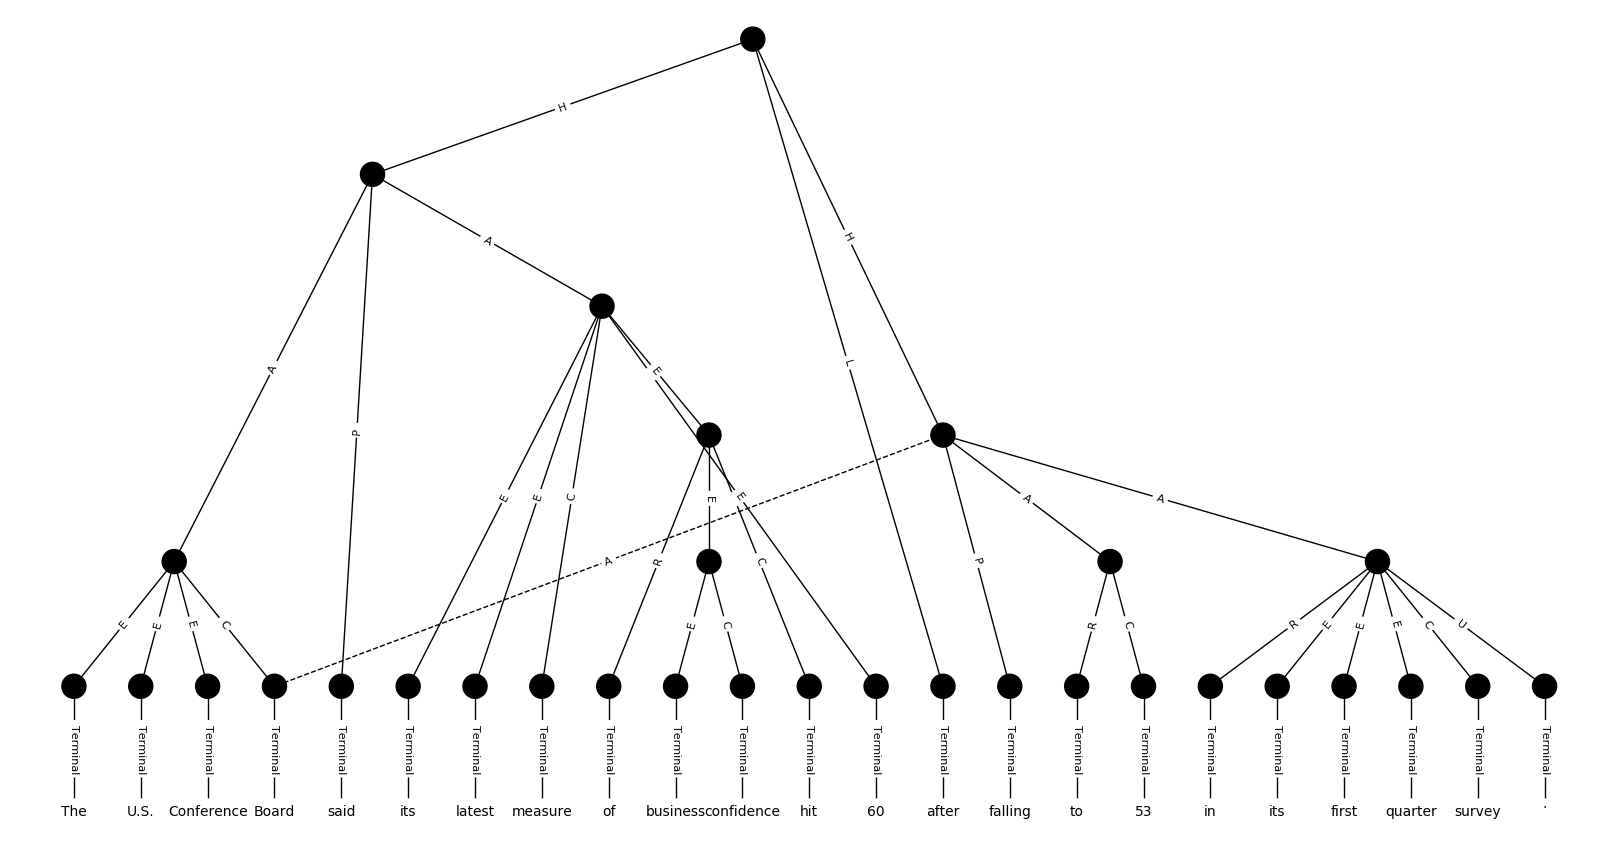 H
H
A
A
P
L
E
A
A
E
E
C
E
E
A
R
C
P
E
E
E
C
E
C
R
C
R
E
E
E
C
U
Terminal Terminal Terminal Terminal Terminal Terminal Terminal Terminal Terminal Terminal Terminal Terminal Terminal Terminal Terminal Terminal Terminal Terminal Terminal Terminal Terminal Terminal Terminal
The U.S. Conference Board said its latest measure of business confidence hit 60 after falling to 53 in its first quarter survey .